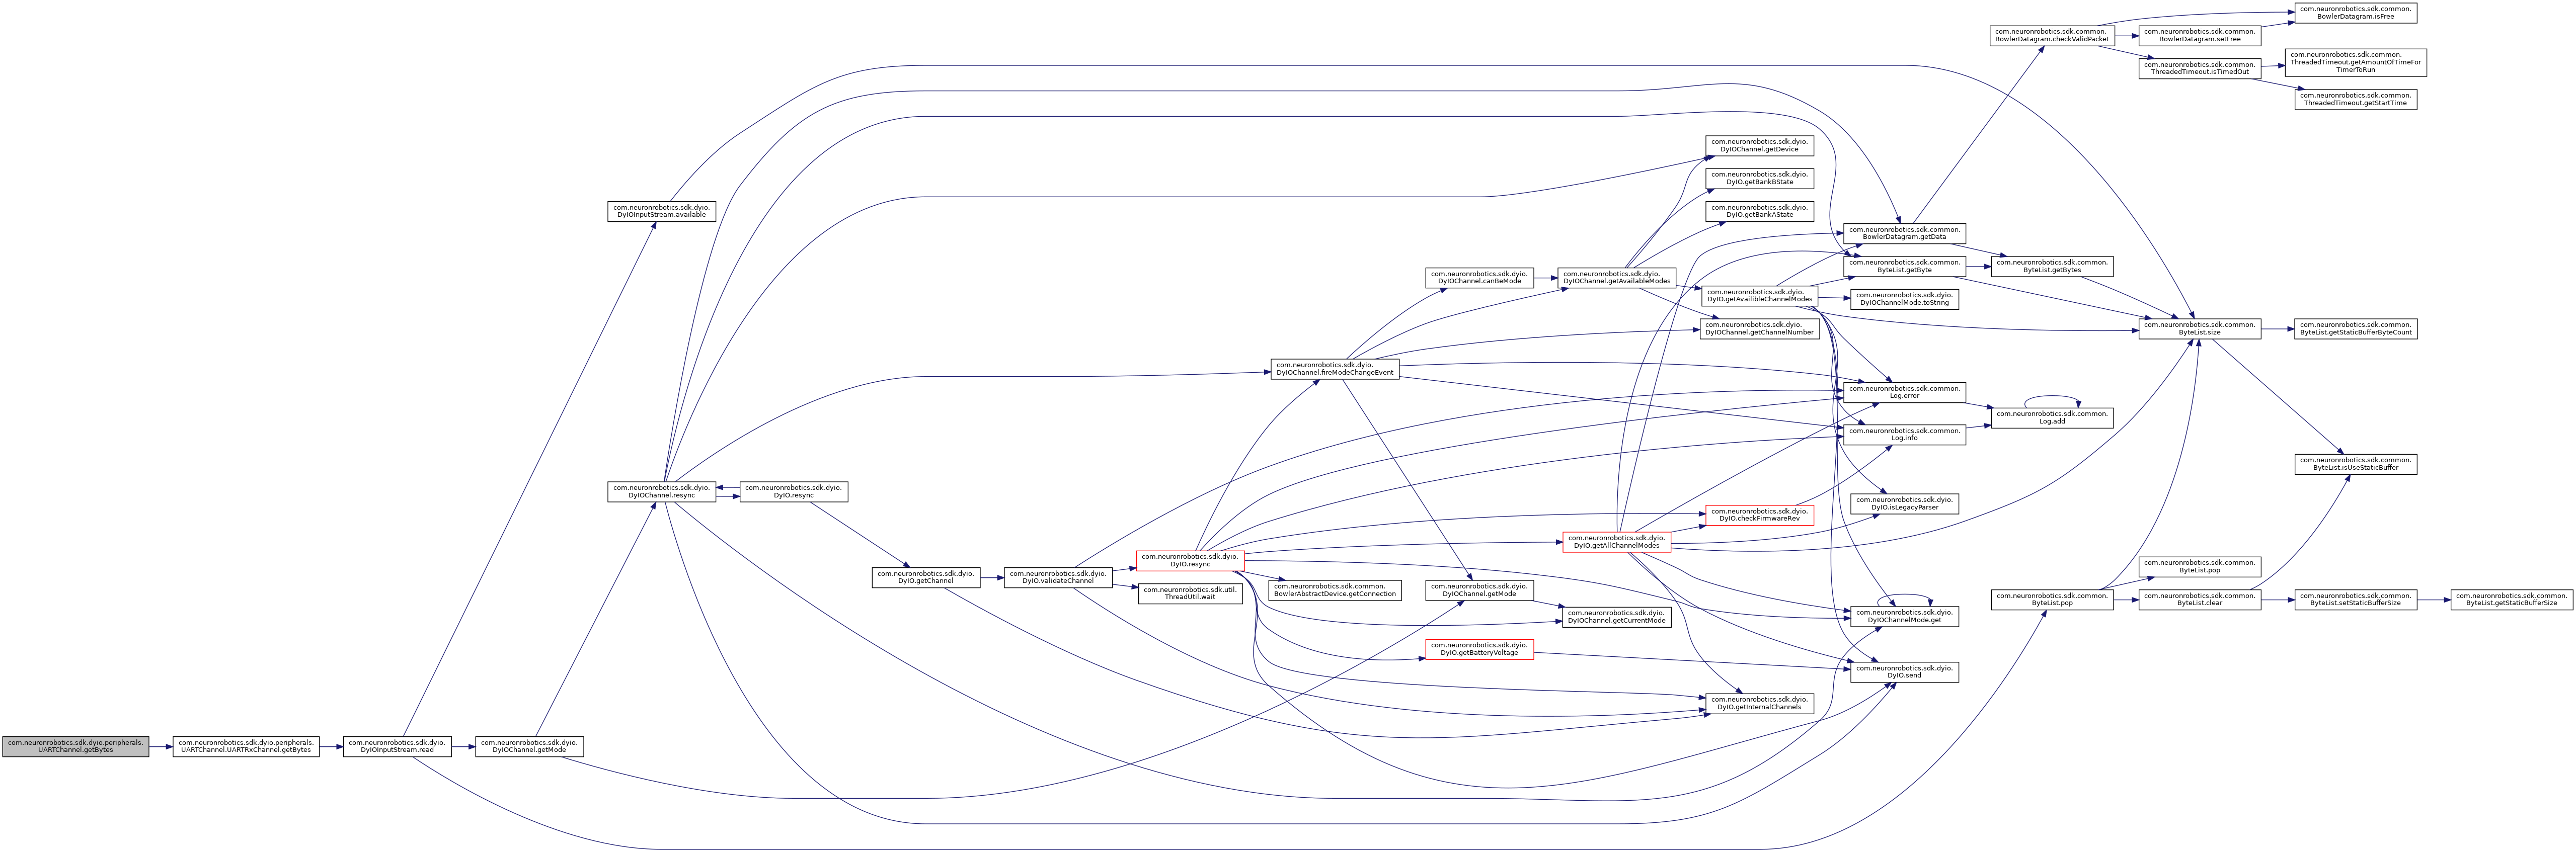 com.neuronrobotics.sdk.dyio.peripherals.
UARTChannel.getBytes
com.neuronrobotics.sdk.dyio.peripherals.
UARTChannel.UARTRxChannel.getBytes
com.neuronrobotics.sdk.dyio.
DyIOInputStream.read
com.neuronrobotics.sdk.dyio.
DyIOChannel.getMode
com.neuronrobotics.sdk.dyio.
DyIOInputStream.available
com.neuronrobotics.sdk.dyio.
DyIOChannel.resync
com.neuronrobotics.sdk.dyio.
DyIO.resync
com.neuronrobotics.sdk.dyio.
DyIO.getChannel
com.neuronrobotics.sdk.dyio.
DyIO.validateChannel
com.neuronrobotics.sdk.dyio.
DyIO.resync
com.neuronrobotics.sdk.util.
ThreadUtil.wait
com.neuronrobotics.sdk.dyio.
DyIOChannel.fireModeChangeEvent
com.neuronrobotics.sdk.common.
BowlerAbstractDevice.getConnection
com.neuronrobotics.sdk.dyio.
DyIOChannel.canBeMode
com.neuronrobotics.sdk.dyio.
DyIOChannel.getMode
com.neuronrobotics.sdk.dyio.
DyIO.getBatteryVoltage
com.neuronrobotics.sdk.dyio.
DyIOChannel.getAvailableModes
com.neuronrobotics.sdk.dyio.
DyIO.getAllChannelModes
com.neuronrobotics.sdk.dyio.
DyIOChannel.getCurrentMode
com.neuronrobotics.sdk.dyio.
DyIOChannel.getDevice
com.neuronrobotics.sdk.dyio.
DyIO.getBankBState
com.neuronrobotics.sdk.dyio.
DyIO.getBankAState
com.neuronrobotics.sdk.dyio.
DyIO.getAvailibleChannelModes
com.neuronrobotics.sdk.dyio.
DyIOChannel.getChannelNumber
com.neuronrobotics.sdk.dyio.
DyIO.checkFirmwareRev
com.neuronrobotics.sdk.dyio.
DyIO.getInternalChannels
com.neuronrobotics.sdk.common.
BowlerDatagram.getData
com.neuronrobotics.sdk.common.
ByteList.getByte
com.neuronrobotics.sdk.dyio.
DyIOChannelMode.toString
com.neuronrobotics.sdk.common.
Log.error
com.neuronrobotics.sdk.common.
Log.info
com.neuronrobotics.sdk.dyio.
DyIO.isLegacyParser
com.neuronrobotics.sdk.dyio.
DyIOChannelMode.get
com.neuronrobotics.sdk.dyio.
DyIO.send
com.neuronrobotics.sdk.common.
BowlerDatagram.checkValidPacket
com.neuronrobotics.sdk.common.
ByteList.getBytes
com.neuronrobotics.sdk.common.
Log.add
com.neuronrobotics.sdk.common.
ByteList.pop
com.neuronrobotics.sdk.common.
BowlerDatagram.setFree
com.neuronrobotics.sdk.common.
ThreadedTimeout.isTimedOut
com.neuronrobotics.sdk.common.
ByteList.size
com.neuronrobotics.sdk.common.
ByteList.pop
com.neuronrobotics.sdk.common.
ByteList.clear
com.neuronrobotics.sdk.common.
BowlerDatagram.isFree
com.neuronrobotics.sdk.common.
ThreadedTimeout.getAmountOfTimeFor
TimerToRun
com.neuronrobotics.sdk.common.
ThreadedTimeout.getStartTime
com.neuronrobotics.sdk.common.
ByteList.getStaticBufferByteCount
com.neuronrobotics.sdk.common.
ByteList.isUseStaticBuffer
com.neuronrobotics.sdk.common.
ByteList.setStaticBufferSize
com.neuronrobotics.sdk.common.
ByteList.getStaticBufferSize